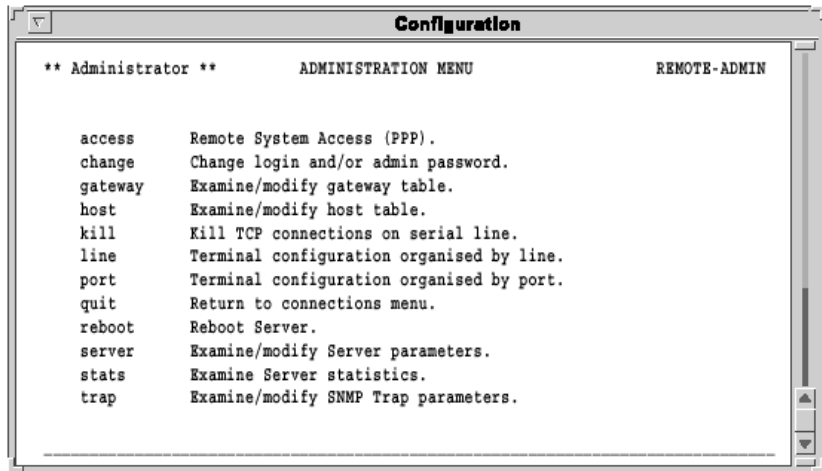 Configuration
** Administrator ** ADMINISTRATION MENU REMOTE-ADMIN
access Remote System Access (PPP).
change Change login and/or admin password.
gateway Examine/modify gateway table.
host Examine/modify host table.
kill Kill TCP connections on serial line.
line Terminal configuration organised by line.
port Terminal configuration organised by port.
quit Return to connections menu.
reboot Reboot Server.
server Examine/modify Server parameters.
stats Examine Server statistics.
trap Examine/modify SNMP Trap parameters.